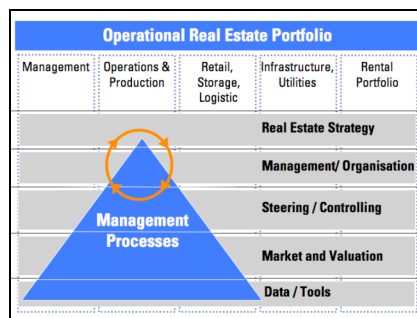 Operational Real Estate Portfolio
Management
Operations &
Production
Retail,
Storage,
Logistic
Infrastructure,
Utilities
Rental
Portfolio
Real Estate Strategy
Management/ Organisation
Steering / Controlling
Management
Processes
Market and Valuation
Data / Tools